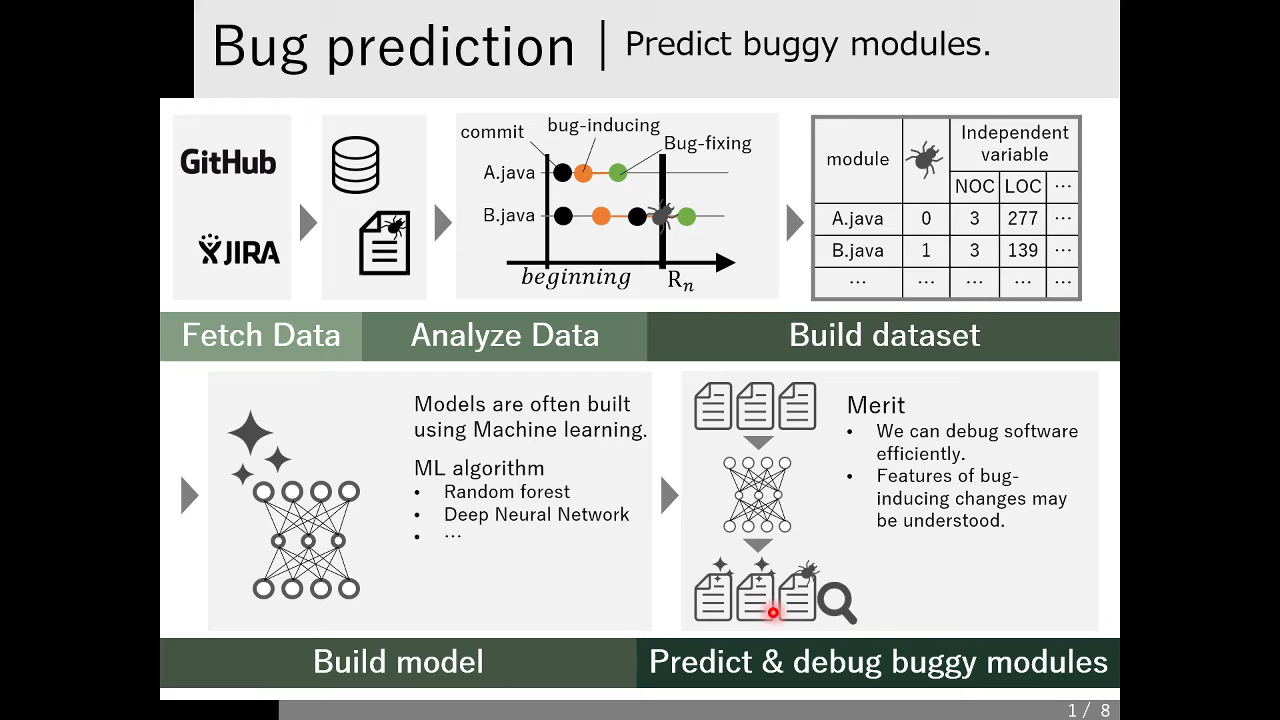 Bug prediction
Predict buggy modules.
GitHub
JIRA
commit
bug-inducing
Bug-fixing
A.java
B.java
beginning
Rn
module
Independent
variable
NOC LOC ...
A.java 0 3 277 ...
B.java 1 3 139 ...
... ... ... ... ...
Fetch Data
Analyze Data
Build dataset
Models are often built
using Machine learning.
ML algorithm
• Random forest
• Deep Neural Network
• ...
Merit
• We can debug software
efficiently.
• Features of bug-
inducing changes may
be understood.
Build model
Predict & debug buggy modules
1 / 8